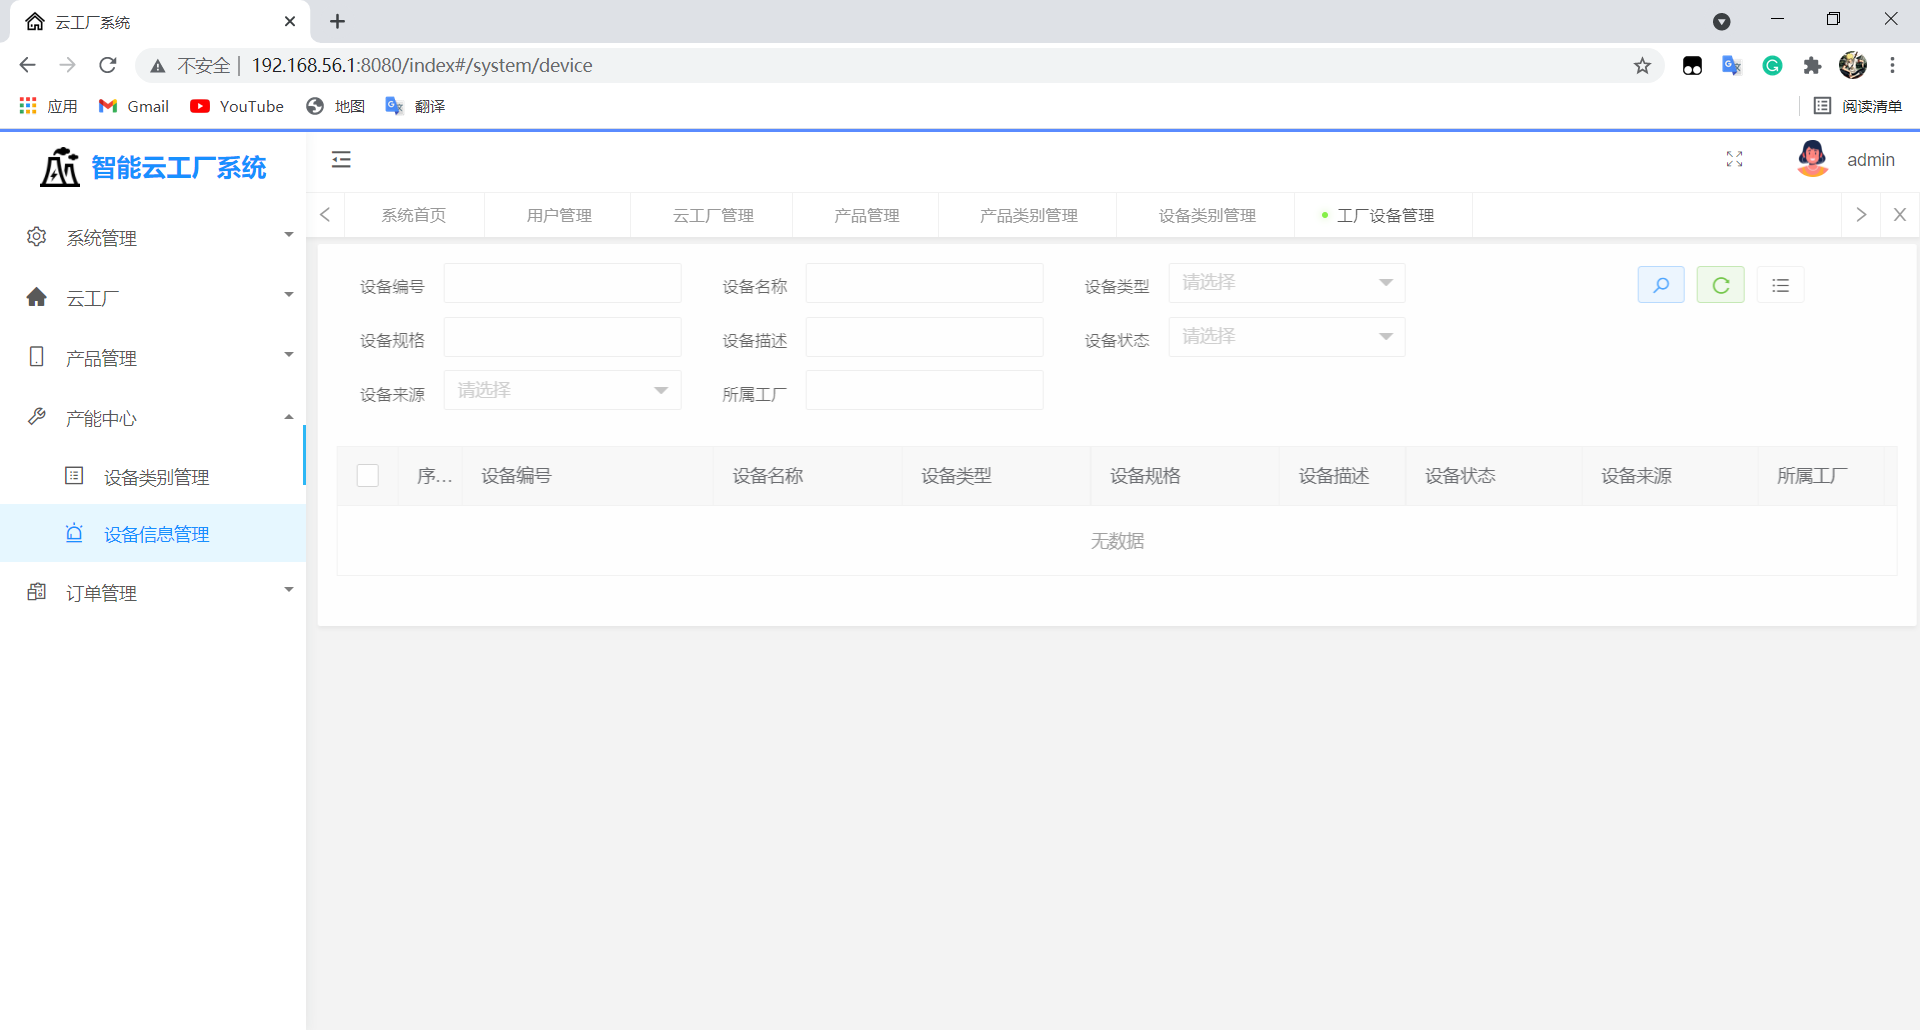 云工厂系统
不安全 | 192.168.56.1:8080/index#/system/device
应用 Gmail YouTube 地图 翻译 阅读清单
智能云工厂系统 admin
系统首页 用户管理 云工厂管理 产品管理 产品类别管理 设备类别管理 工厂设备管理
系统管理
云工厂
产品管理
产能中心
设备类别管理
设备信息管理
订单管理
设备编号 设备名称 设备类型 请选择
设备规格 设备描述 设备状态 请选择
设备来源 请选择 所属工厂
序... 设备编号 设备名称 设备类型 设备规格 设备描述 设备状态 设备来源 所属工厂
无数据